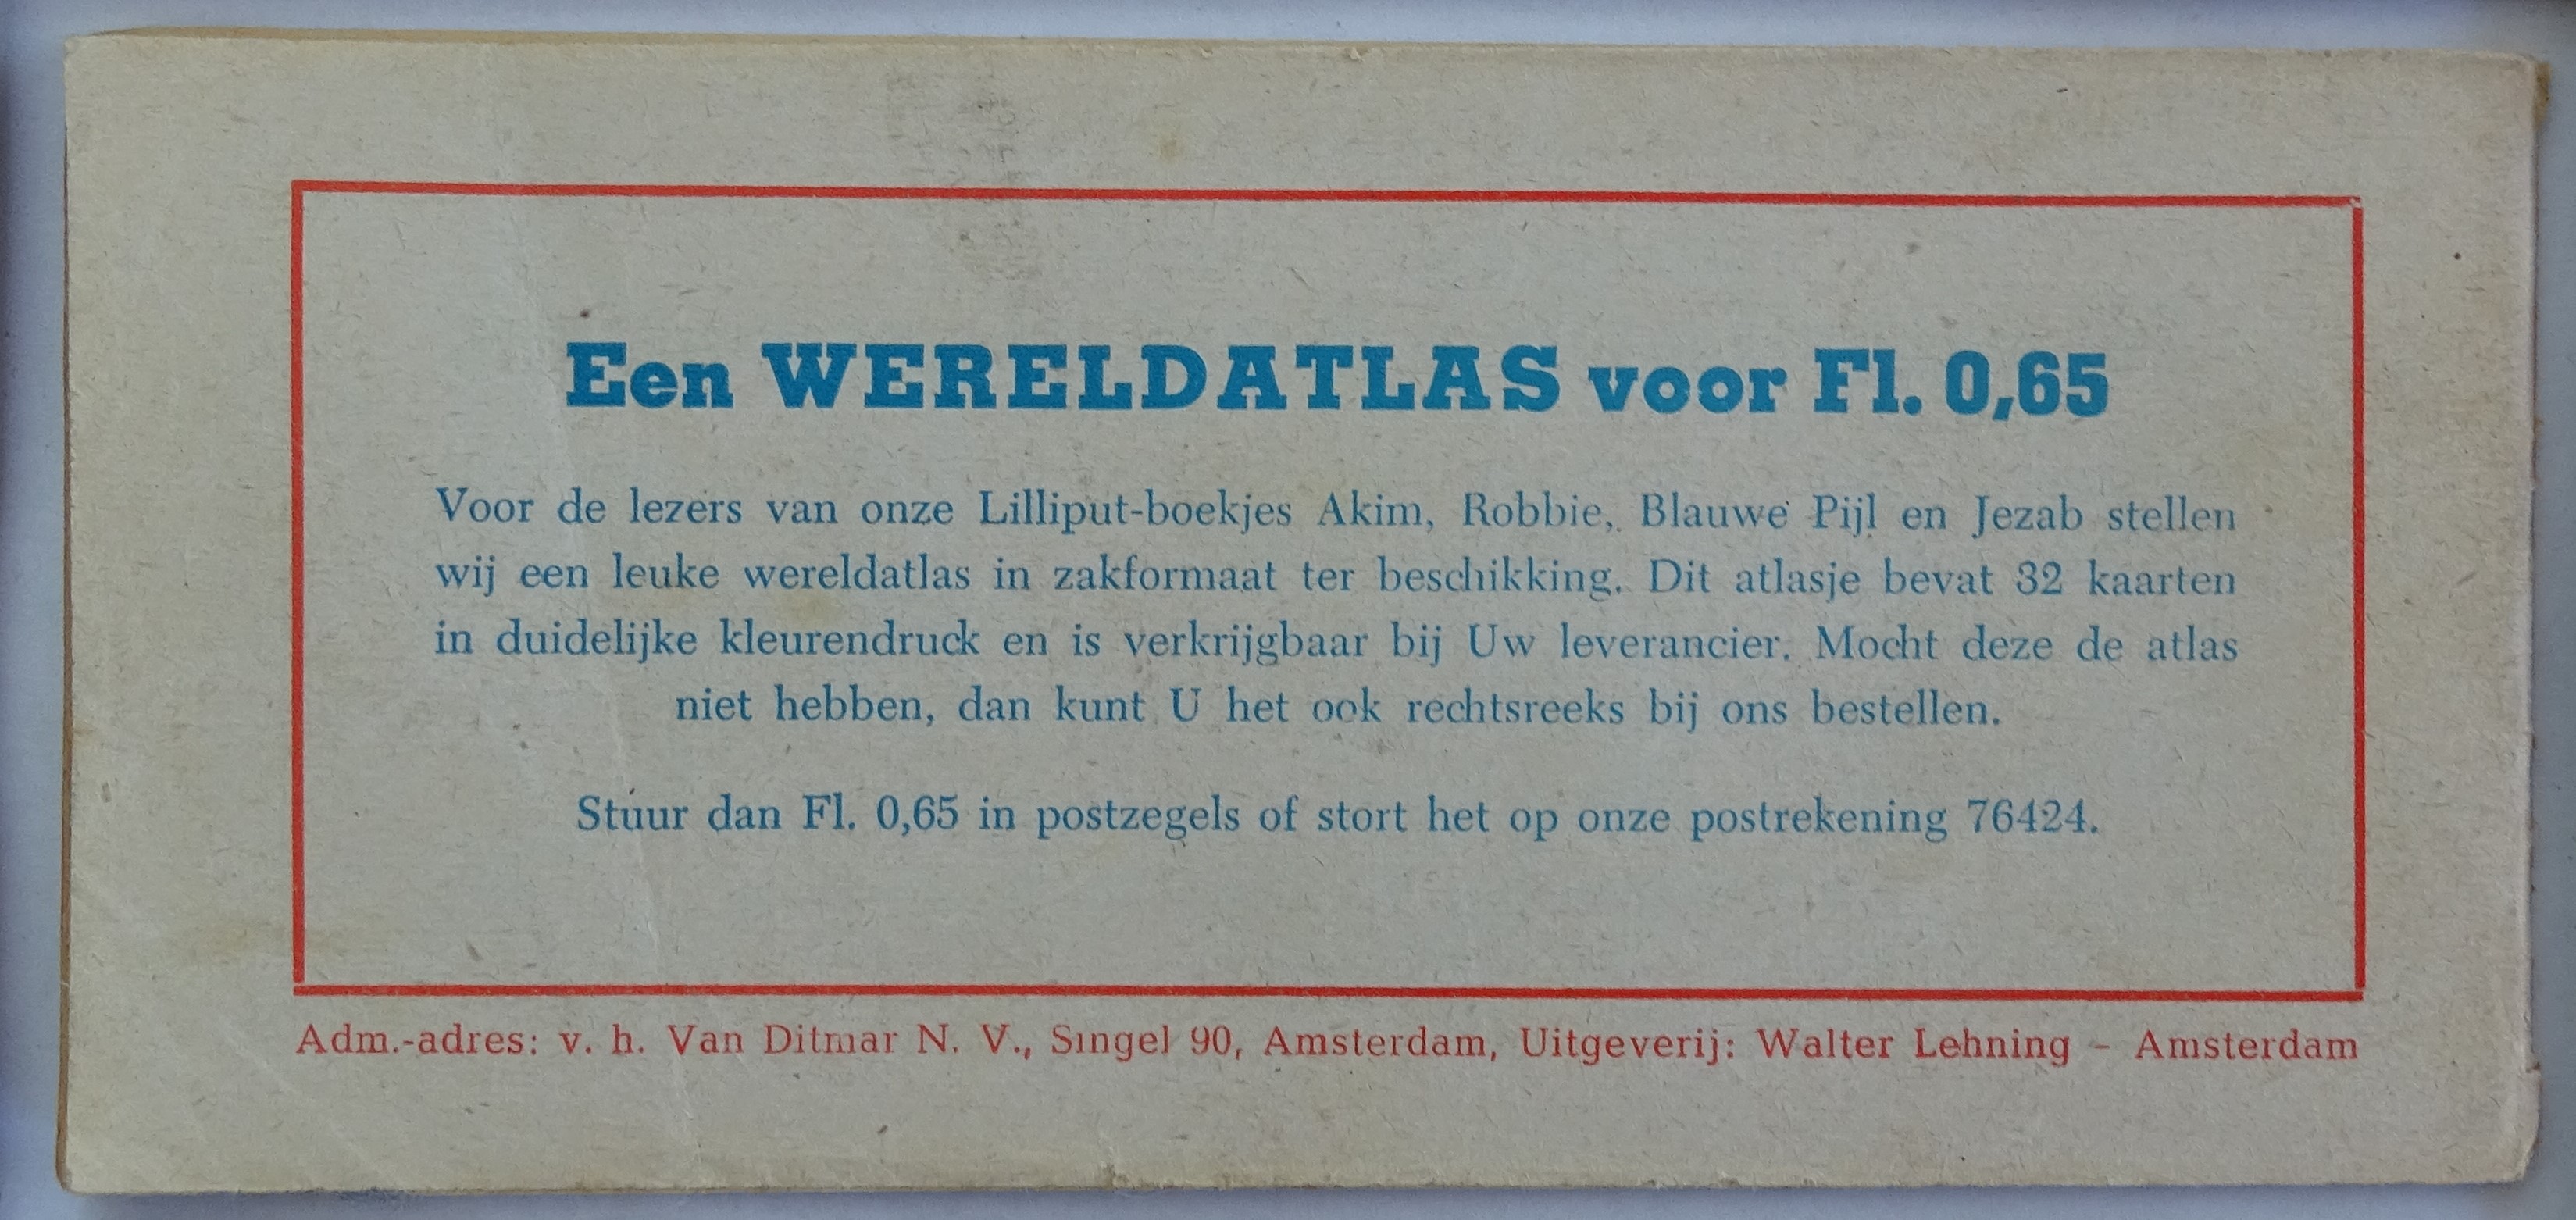 Een WERELDATLAS voor Fl. 0,65
Voor de lezers van onze Lilliput-boekjes Akim, Robbie, Blauwe Pijl en Jezab stellen
wij een leuke wereldatlas in zakformaat ter beschikking. Dit atlasje bevat 32 kaarten
in duidelijke kleurendruck en is verkrijgbaar bij Uw leverancier. Mocht deze de atlas
niet hebben, dan kunt U het ook rechtsreeks bij ons bestellen.
Stuur dan Fl. 0,65 in postzegels of stort het op onze postrekening 76424.
Adm.-adres: v. h. Van Ditmar N. V., Singel 90, Amsterdam, Uitgeverij: Walter Lehning – Amsterdam